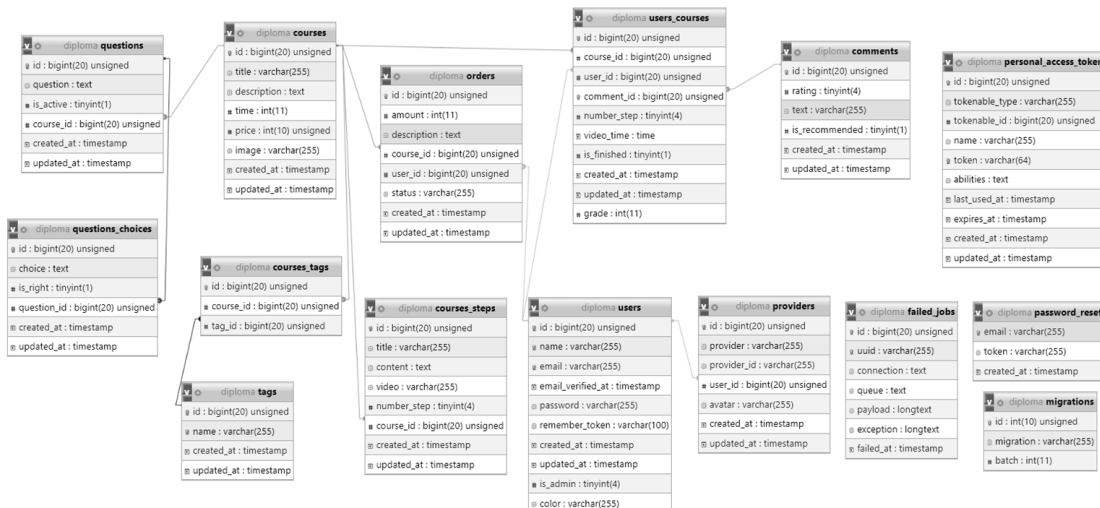 diploma questions
id : bigint(20) unsigned
question : text
is_active : tinyint(1)
course_id : bigint(20) unsigned
created_at : timestamp
updated_at : timestamp
diploma courses
id : bigint(20) unsigned
title : varchar(255)
description : text
time : int(11)
price : int(10) unsigned
image : varchar(255)
created_at : timestamp
updated_at : timestamp
diploma orders
id : bigint(20) unsigned
amount : int(11)
description : text
course_id : bigint(20) unsigned
user_id : bigint(20) unsigned
status : varchar(255)
created_at : timestamp
updated_at : timestamp
diploma users_courses
id : bigint(20) unsigned
course_id : bigint(20) unsigned
user_id : bigint(20) unsigned
comment_id : bigint(20) unsigned
number_step : tinyint(4)
video_time : time
is_finished : tinyint(1)
created_at : timestamp
updated_at : timestamp
grade : int(11)
diploma comments
id : bigint(20) unsigned
rating : tinyint(4)
text : varchar(255)
is_recommended : tinyint(1)
created_at : timestamp
updated_at : timestamp
diploma personal_access_token
id : bigint(20) unsigned
tokenable_type : varchar(255)
tokenable_id : bigint(20) unsigned
name : varchar(255)
token : varchar(64)
abilities : text
last_used_at : timestamp
expires_at : timestamp
created_at : timestamp
updated_at : timestamp
diploma questions_choices
id : bigint(20) unsigned
choice : text
is_right : tinyint(1)
question_id : bigint(20) unsigned
created_at : timestamp
updated_at : timestamp
diploma courses_tags
id : bigint(20) unsigned
course_id : bigint(20) unsigned
tag_id : bigint(20) unsigned
diploma tags
id : bigint(20) unsigned
name : varchar(255)
created_at : timestamp
updated_at : timestamp
diploma courses_steps
id : bigint(20) unsigned
title : varchar(255)
content : text
video : varchar(255)
number_step : tinyint(4)
course_id : bigint(20) unsigned
created_at : timestamp
updated_at : timestamp
diploma users
id : bigint(20) unsigned
name : varchar(255)
email : varchar(255)
email_verified_at : timestamp
password : varchar(255)
remember_token : varchar(100)
created_at : timestamp
updated_at : timestamp
is_admin : tinyint(4)
color : varchar(255)
diploma providers
id : bigint(20) unsigned
provider : varchar(255)
provider_id : varchar(255)
user_id : bigint(20) unsigned
avatar : varchar(255)
created_at : timestamp
updated_at : timestamp
diploma failed_jobs
id : bigint(20) unsigned
uuid : varchar(255)
connection : text
queue : text
payload : longtext
exception : longtext
failed_at : timestamp
diploma password_reset
email : varchar(255)
token : varchar(255)
created_at : timestamp
diploma migrations
id : int(10) unsigned
migration : varchar(255)
batch : int(11)